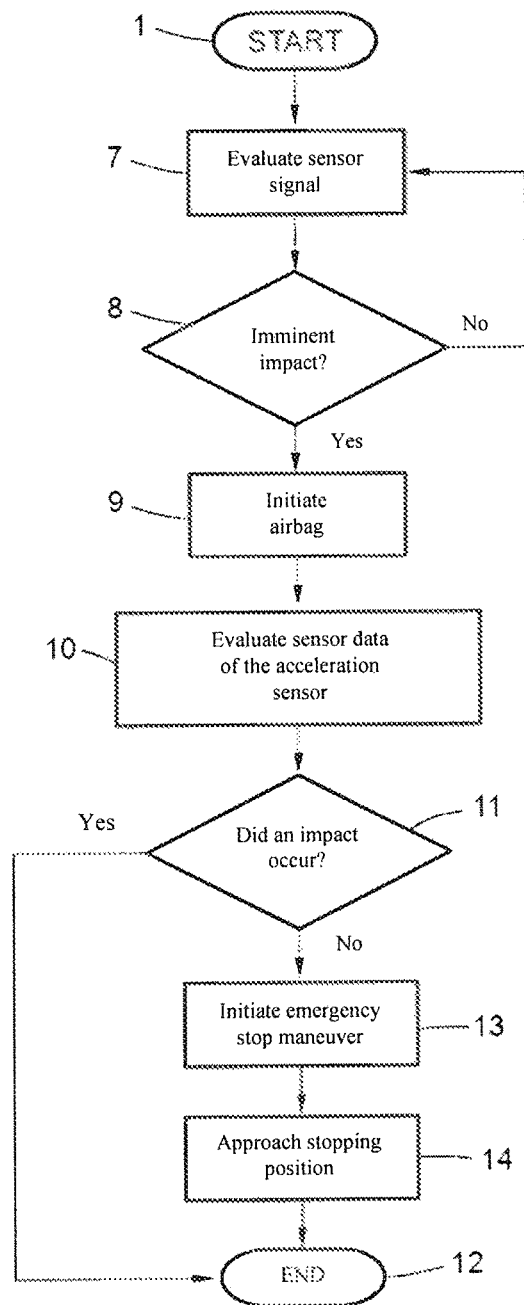 1
START
7
Evaluate sensor
signal
8
Imminent
impact?
No
Yes
9
Initiate
airbag
10
Evaluate sensor data
of the acceleration
sensor
11
Yes
Did an impact
occur?
No
Initiate emergency
stop maneuver
13
Approach stopping
position
14
END
12